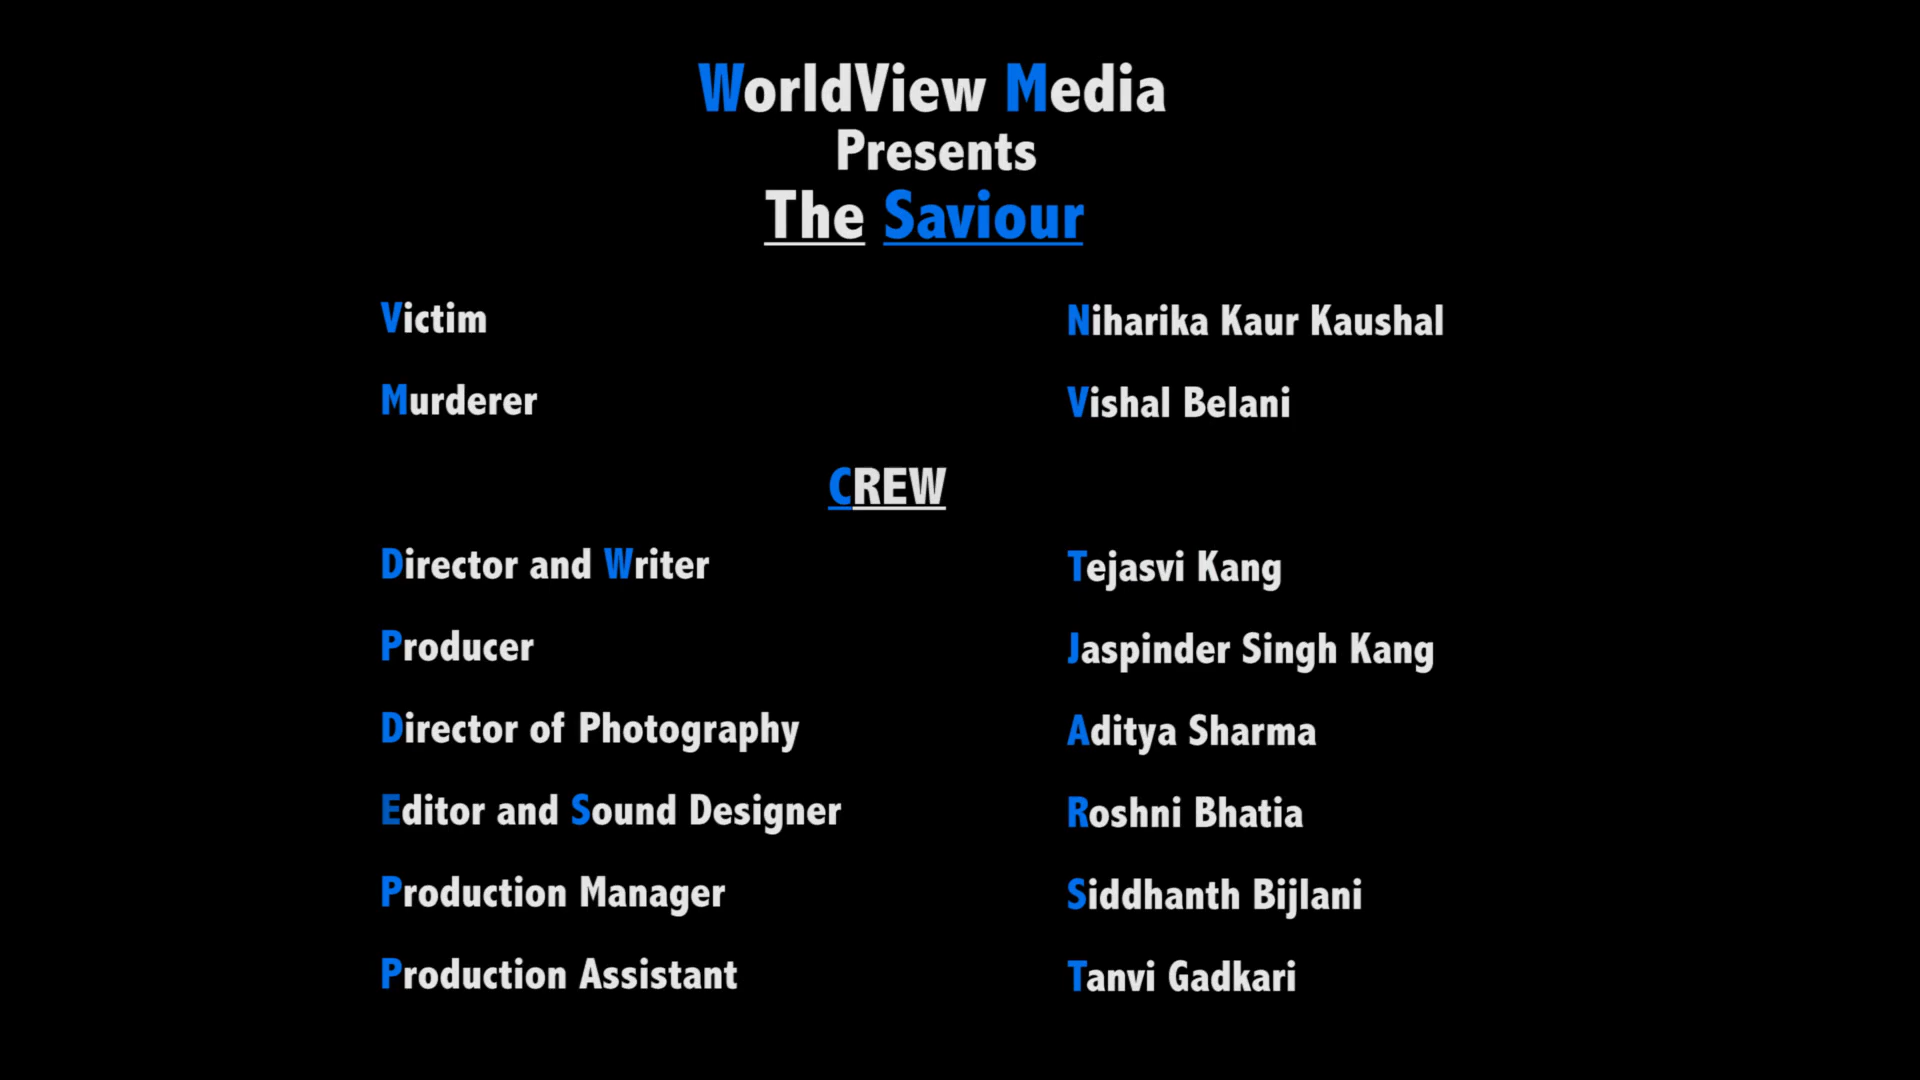 WorldView Media
Presents
The Saviour
Victim Niharika Kaur Kaushal
Murderer Vishal Belani
CREW
Director and Writer Tejasvi Kang
Producer Jaspinder Singh Kang
Director of Photography Aditya Sharma
Editor and Sound Designer Roshni Bhatia
Production Manager Siddhanth Bijlani
Production Assistant Tanvi Gadkari